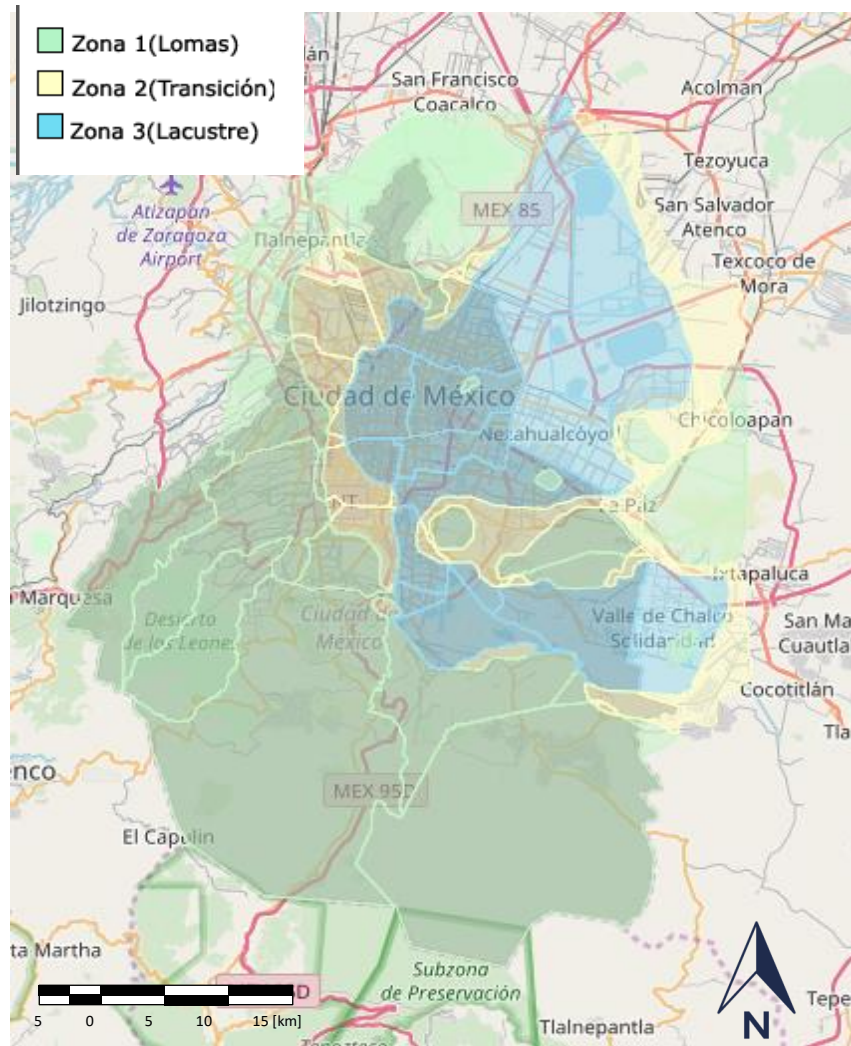 Zona 1(Lomas)
Zona 2(Transición)
Zona 3(Lacustre)
lán
San Francisco
Coacalco
Acolman
Tezoyuca
MEX 85
San Salvador
Atenco
Atizapán
de Zaragoza
Airport
Tlalnepantla
Texcoco de
Mora
Jilotzingo
Ciudad de México
Chicoloapan
Nezahualcóyotl
La Paz
Ixtapaluca
Marquesa
Desierto
de los Leones
Ciudad de
México
Valle de Chalco
Solidaridad
San Ma
Cuautla
Cocotitlán
Tla
enco
MEX 95D
El Capulín
ta Martha
Subzona
de Preservación
5 0 5 10 15 [km]
Tlalnepantla
Tepe
N